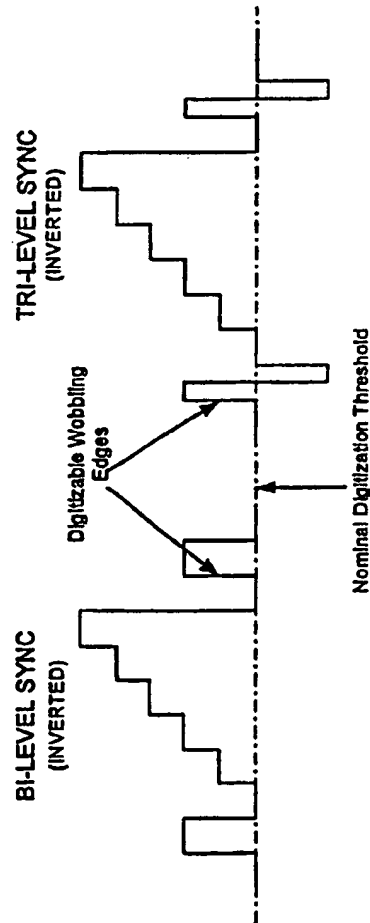 BI-LEVEL SYNC
(INVERTED)
TRI-LEVEL SYNC
(INVERTED)
Digitizable Wobbling
Edges
Nominal Digitization Threshold